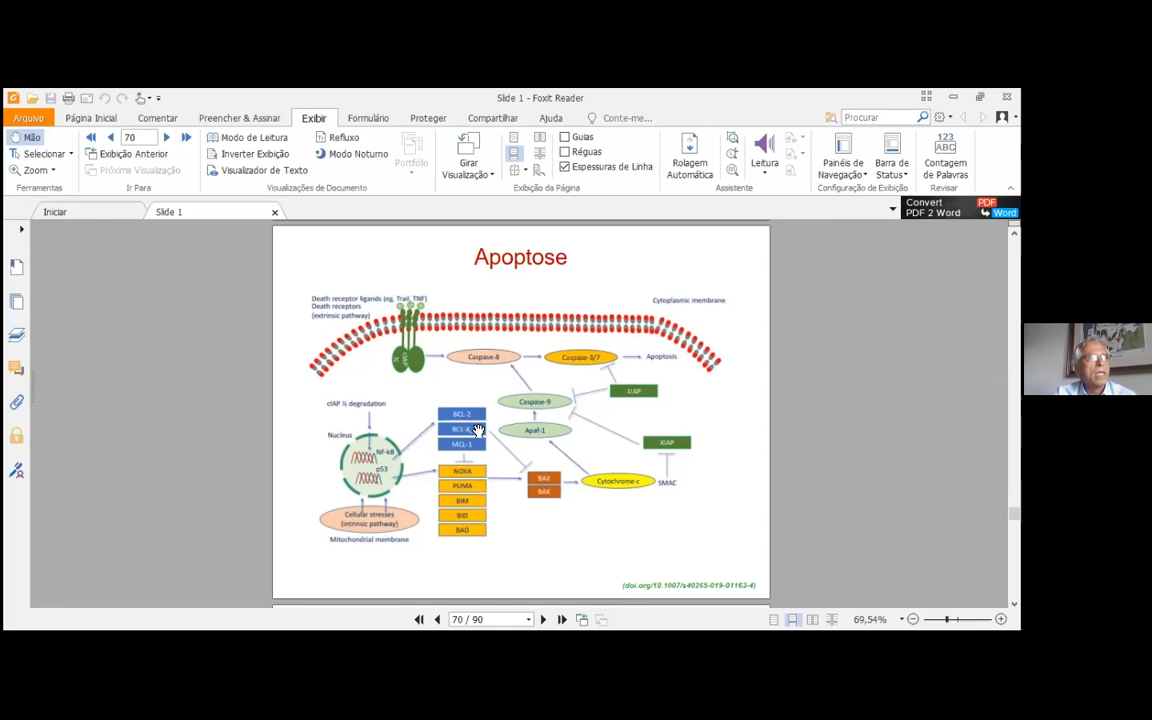 Slide 1 - Foxit Reader
Arquivo Página Inicial Comentar Preencher & Assinar Exibir Formulário Proteger Compartilhar Ajuda Conte-me... Procurar
Mão 70 Modo de Leitura Refluxo Guias 123
Selecionar Exibição Anterior Inverter Exibição Modo Noturno Réguas ABC
Zoom Próxima Visualização Visualizador de Texto Espessuras de Linha
Portfólio
Girar Visualização
Rolagem Automática
Leitura
Painéis de Navegação
Barra de Status
Contagem de Palavras
Ferramentas Ir Para Visualizações de Documento Exibição da Página Assistente Configuração de Exibição Revisar
Iniciar Slide 1
Convert
PDF 2 Word
PDF
Word
Apoptose
Death receptor ligands (eg. Trail, TNF)
Death receptors
(extrinsic pathway)
Cytoplasmic membrane
Caspase-8
Caspase-3/7
Apoptosis
XIAP
Caspase-9
cIAP ½ degradation
BCL-2
BCL-X
MCL-1
Apaf-1
Nucleus
NF-kB
p53
XIAP
NOXA
PUMA
BIM
BID
BAD
BAX
BAK
Cytochrome c
SMAC
Cellular stresses
(intrinsic pathway)
Mitochondrial membrane
(doi.org/10.1007/s40265-019-01163-4)
70 / 90
69,54%